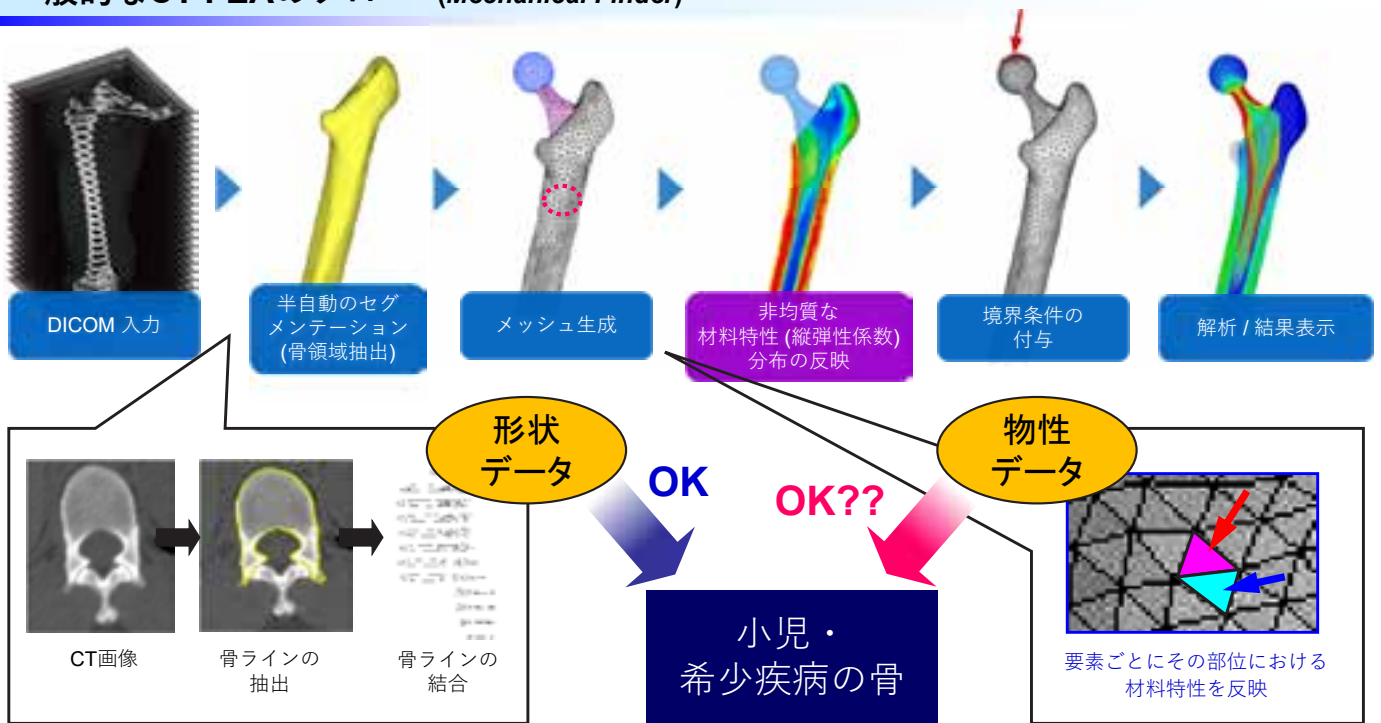 (Mechanical Finder)
DICOM 入力
半自動のセグ
メンテーション
(骨領域抽出)
メッシュ生成
非均質な
材料特性 (縦弾性係数)
分布の反映
境界条件の
付与
解析 / 結果表示
形状
データ
OK
OK??
物性
データ
CT画像
骨ラインの
抽出
骨ラインの
結合
小児・
希少疾病の骨
要素ごとにその部位における
材料特性を反映